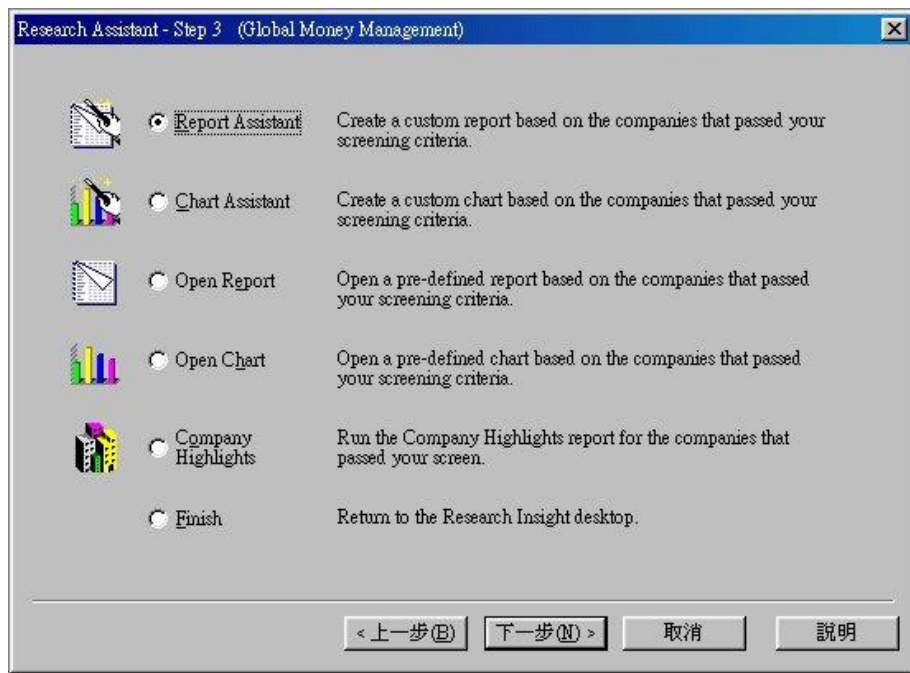 Research Assistant - Step 3 (Global Money Management)
Report Assistant
Create a custom report based on the companies that passed your
screening criteria.
Chart Assistant
Create a custom chart based on the companies that passed your
screening criteria.
Open Report
Open a pre-defined report based on the companies that passed
your screening criteria.
Open Chart
Open a pre-defined chart based on the companies that passed
your screening criteria.
Company
Highlights
Run the Company Highlights report for the companies that
passed your screen.
Finish
Return to the Research Insight desktop.
< 上一步(B)
下一步(N) >
取消
說明